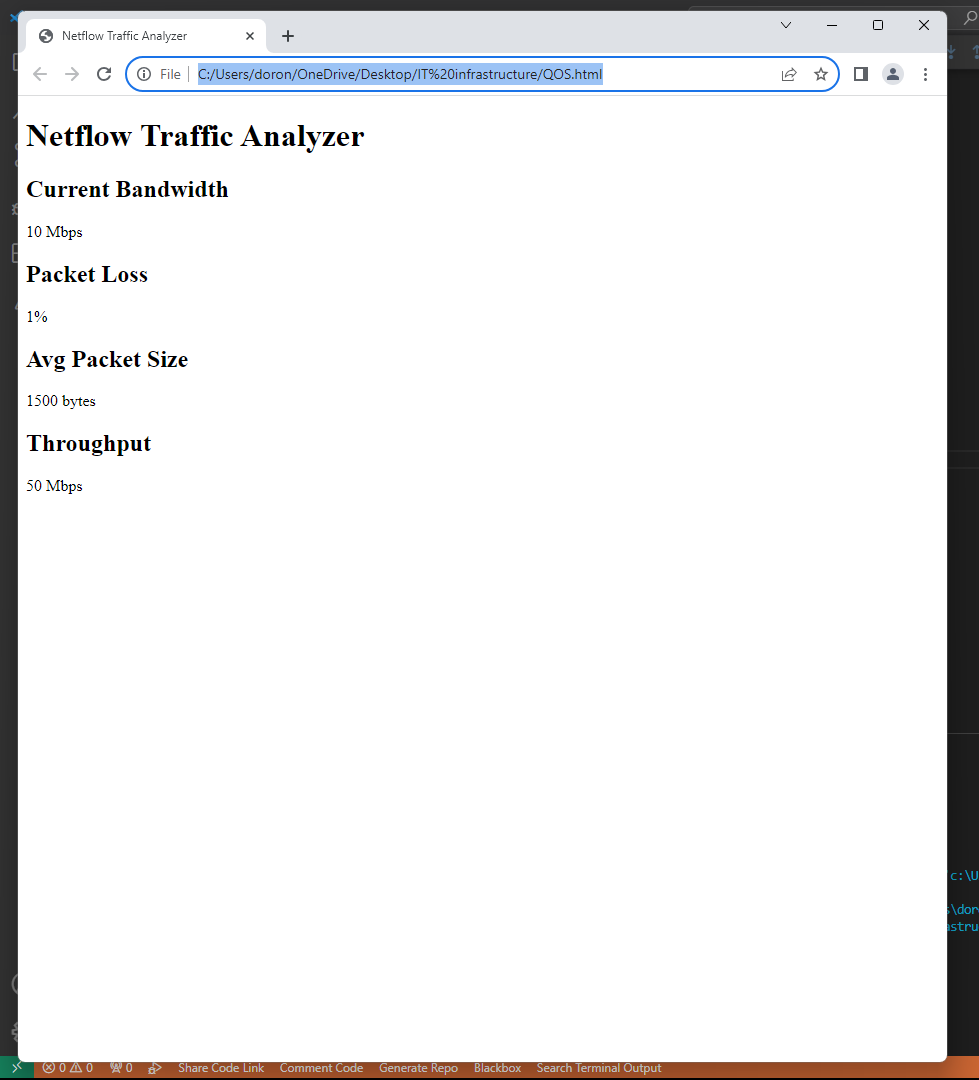 Netflow Traffic Analyzer
File
C:/Users/doron/OneDrive/Desktop/IT%20infrastructure/QOS.html
Netflow Traffic Analyzer
Current Bandwidth
10 Mbps
Packet Loss
1%
Avg Packet Size
1500 bytes
Throughput
50 Mbps
c:\U
s\dor
astru
0 0 0 Share Code Link Comment Code Generate Repo Blackbox Search Terminal Output